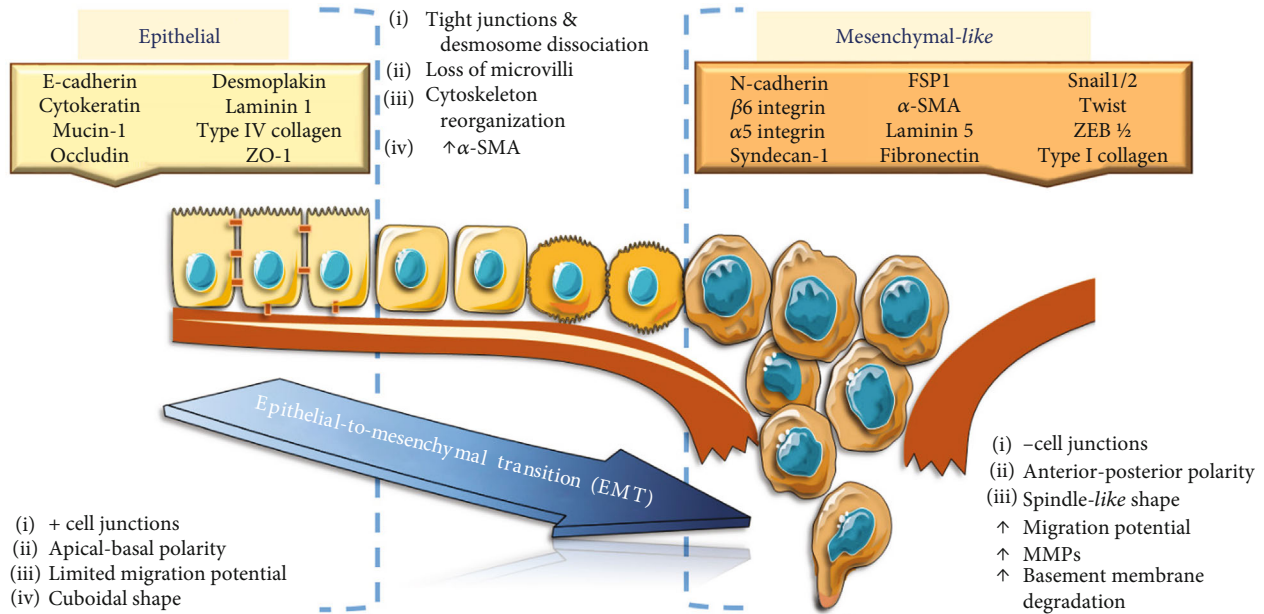 Epithelial
E-cadherin
Cytokeratin
Mucin-1
Occludin
Desmoplakin
Laminin 1
Type IV collagen
ZO-1
(i) Tight junctions &
desmosome dissociation
(ii) Loss of microvilli
(iii) Cytoskeleton
reorganization
(iv) ↑α-SMA
Mesenchymal-like
N-cadherin
β6 integrin
α5 integrin
Syndecan-1
FSP1
α-SMA
Laminin 5
Fibronectin
Snail1/2
Twist
ZEB ½
Type I collagen
Epithelial-to-mesenchymal transition (EMT)
(i) + cell junctions
(ii) Apical-basal polarity
(iii) Limited migration potential
(iv) Cuboidal shape
(i) –cell junctions
(ii) Anterior-posterior polarity
(iii) Spindle-like shape
↑ Migration potential
↑ MMPs
↑ Basement membrane
degradation